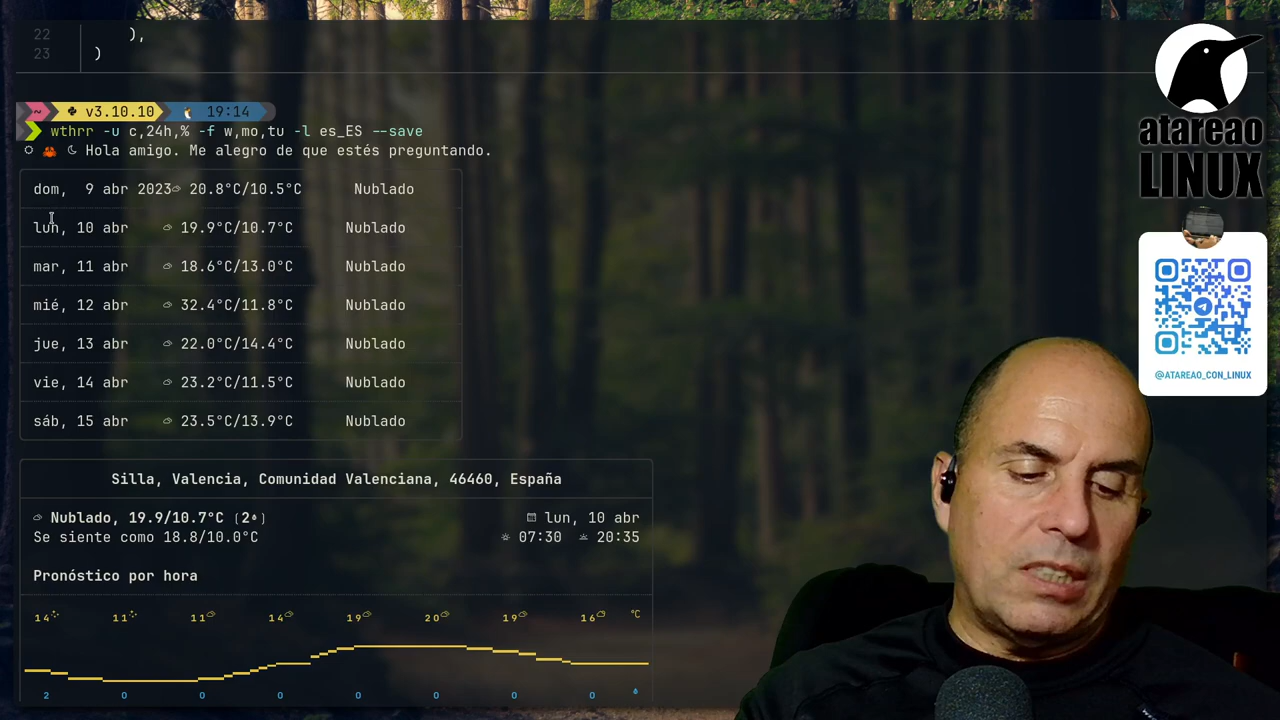 22 ),
23 )
~ v3.10.10 19:14
wthrr -u c,24h,% -f w,mo,tu -l es_ES --save
Hola amigo. Me alegro de que estés preguntando.
dom, 9 abr 2023 20.8°C/10.5°C Nublado
lun, 10 abr 19.9°C/10.7°C Nublado
mar, 11 abr 18.6°C/13.0°C Nublado
mié, 12 abr 32.4°C/11.8°C Nublado
jue, 13 abr 22.0°C/14.4°C Nublado
vie, 14 abr 23.2°C/11.5°C Nublado
sáb, 15 abr 23.5°C/13.9°C Nublado
Silla, Valencia, Comunidad Valenciana, 46460, España
Nublado, 19.9/10.7°C (2) lun, 10 abr
Se siente como 18.8/10.0°C 07:30 20:35
Pronóstico por hora
14 11 11 14 19 20 19 16 °C
2 0 0 0 0 0 0 0
atareao
LINUX
@ATAREAO_CON_LINUX